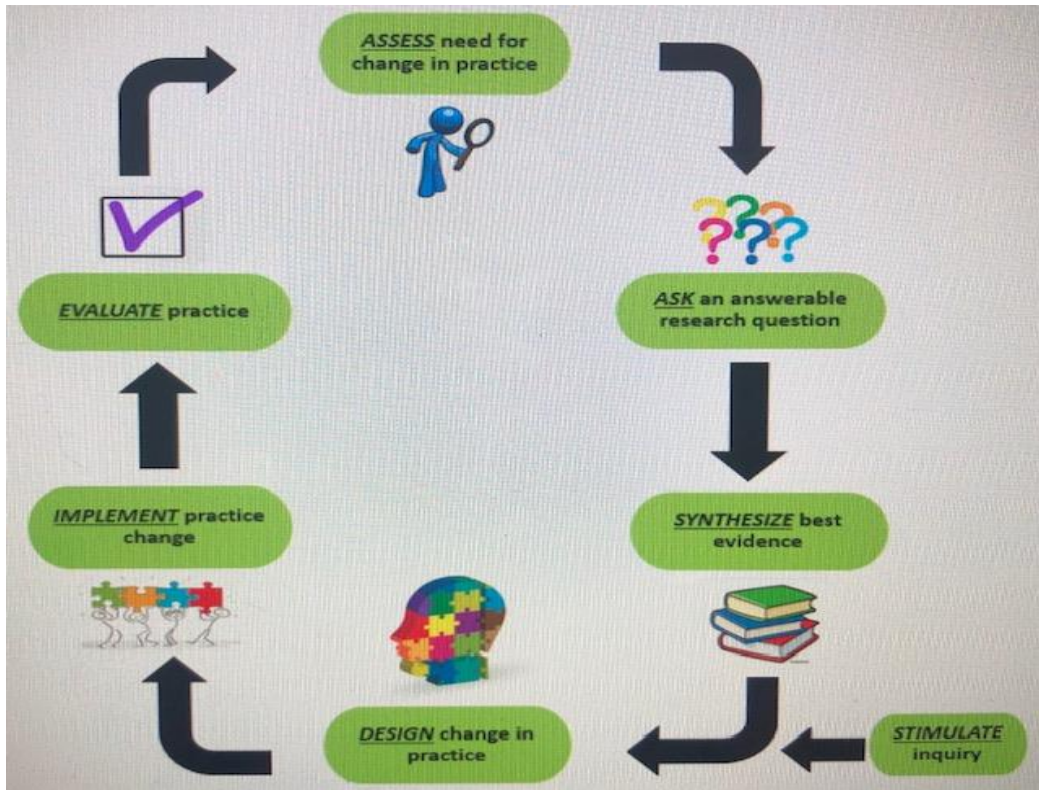 ASSESS need for
change in practice
ASK an answerable
research question
SYNTHESIZE best
evidence
STIMULATE
inquiry
DESIGN change in
practice
IMPLEMENT practice
change
EVALUATE practice